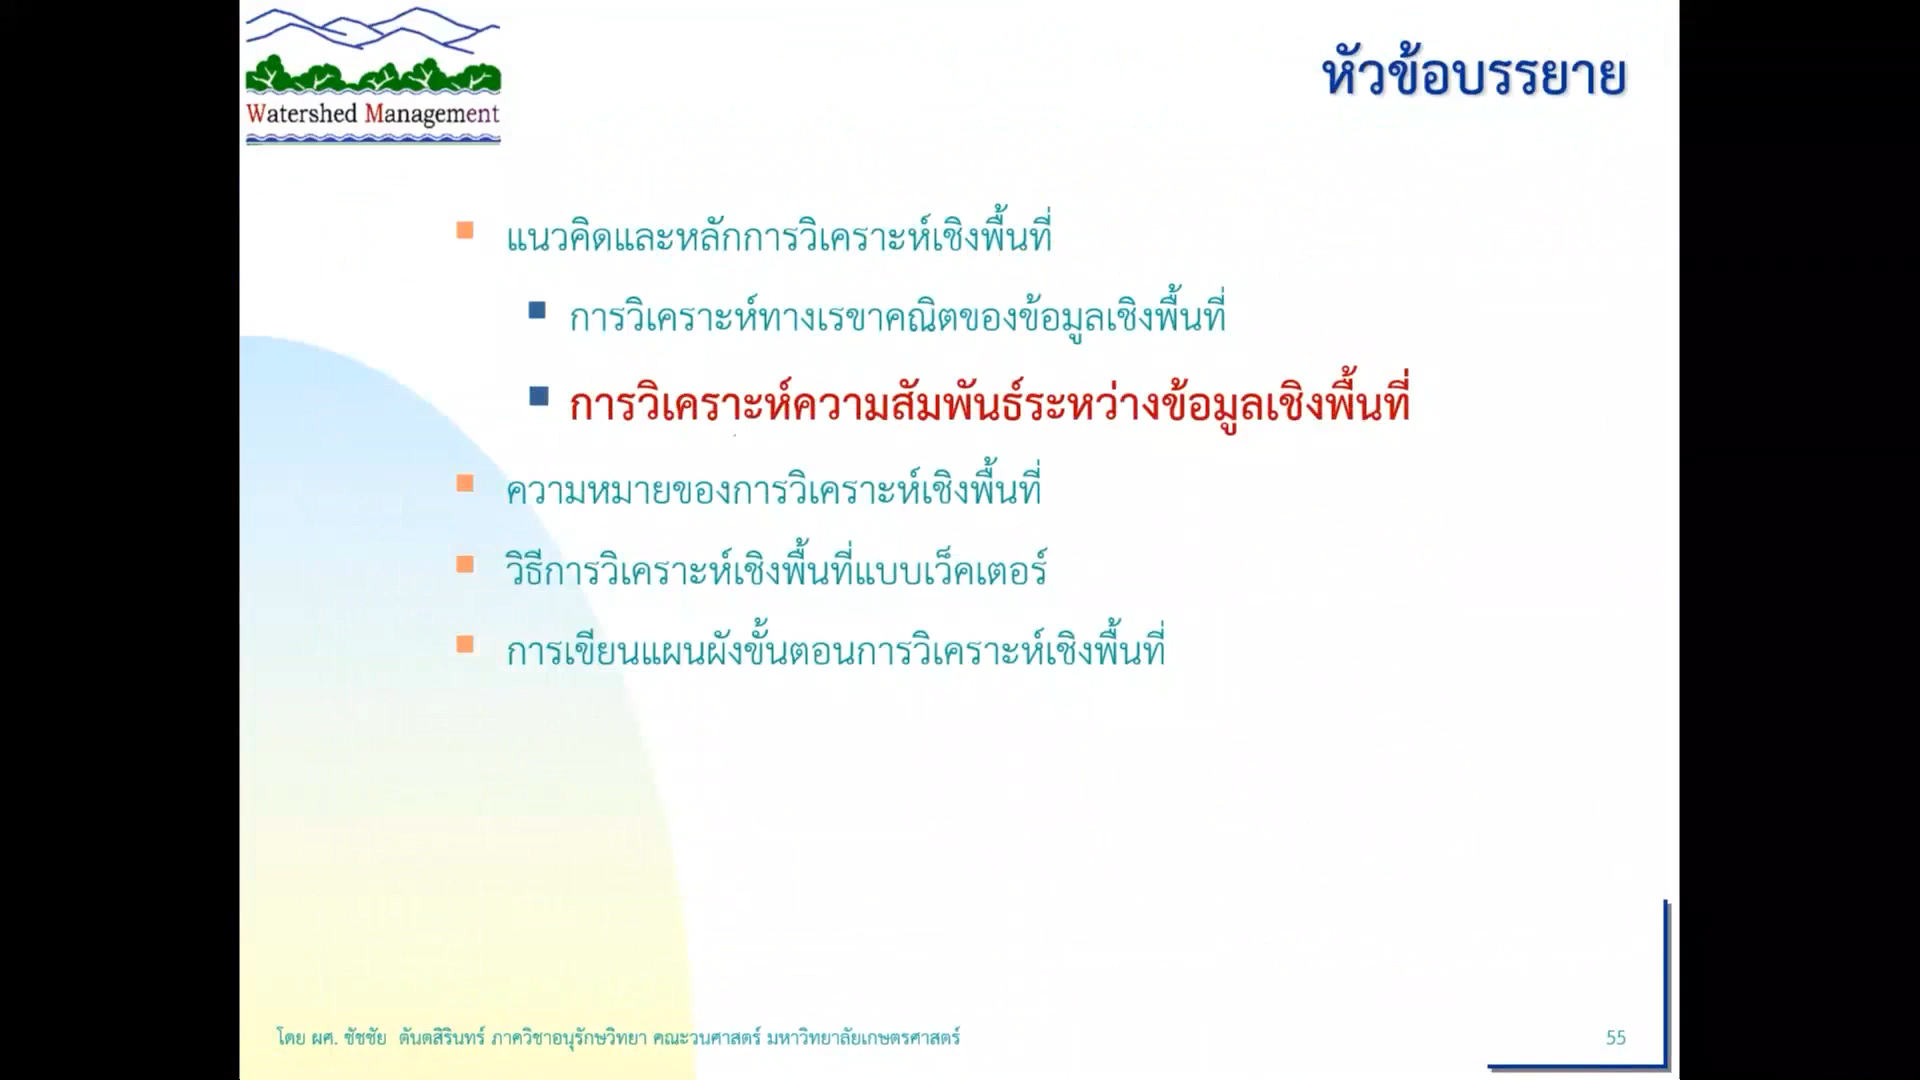 Watershed Management
หัวข้อบรรยาย
แนวคิดและหลักการวิเคราะห์เชิงพื้นที่
การวิเคราะห์ทางเรขาคณิตของข้อมูลเชิงพื้นที่
การวิเคราะห์ความสัมพันธ์ระหว่างข้อมูลเชิงพื้นที่
ความหมายของการวิเคราะห์เชิงพื้นที่
วิธีการวิเคราะห์เชิงพื้นที่แบบเว็คเตอร์
การเขียนแผนผังขั้นตอนการวิเคราะห์เชิงพื้นที่
โดย ผศ. ชัชชัย ตันตสิรินทร์ ภาควิชาอนุรักษวิทยา คณะวนศาสตร์ มหาวิทยาลัยเกษตรศาสตร์
55